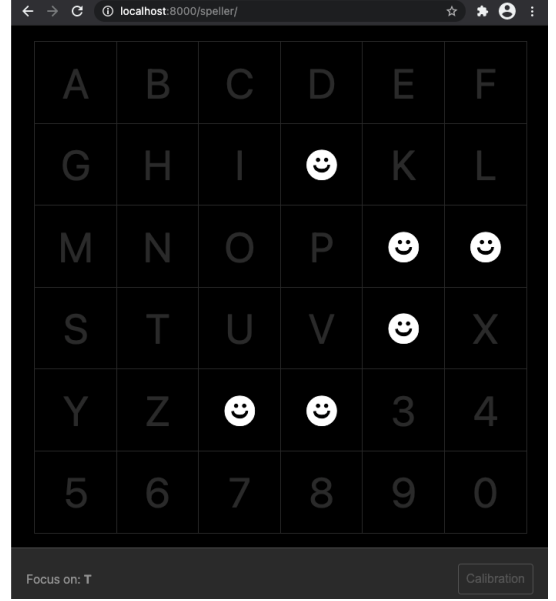 localhost:8000/speller/
A B C D E F
G H I K L
M N O P
S T U V X
Y Z 3 4
5 6 7 8 9 0
Focus on: T Calibration